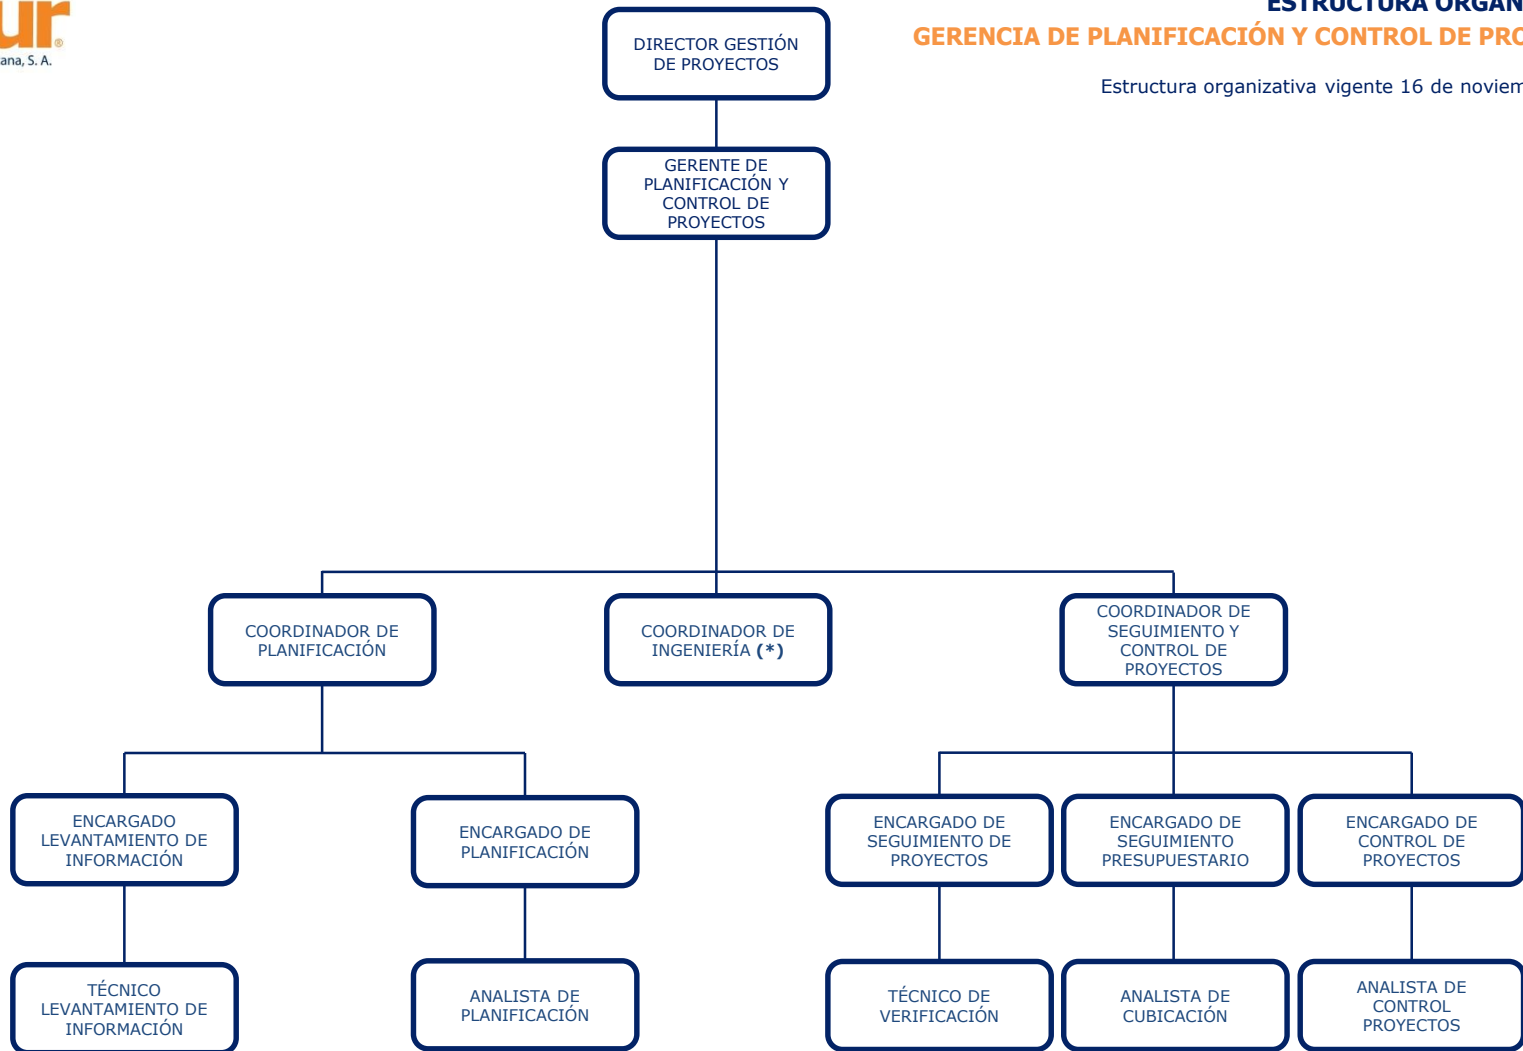 ur®
ana, S. A.
ESTRUCTURA ORGAN
GERENCIA DE PLANIFICACIÓN Y CONTROL DE PRO
Estructura organizativa vigente 16 de noviem
DIRECTOR GESTIÓN
DE PROYECTOS
GERENTE DE
PLANIFICACIÓN Y
CONTROL DE
PROYECTOS
COORDINADOR DE
PLANIFICACIÓN
COORDINADOR DE
INGENIERÍA (*)
COORDINADOR DE
SEGUIMIENTO Y
CONTROL DE
PROYECTOS
ENCARGADO
LEVANTAMIENTO DE
INFORMACIÓN
ENCARGADO DE
PLANIFICACIÓN
ENCARGADO DE
SEGUIMIENTO DE
PROYECTOS
ENCARGADO DE
SEGUIMIENTO
PRESUPUESTARIO
ENCARGADO DE
CONTROL DE
PROYECTOS
TÉCNICO
LEVANTAMIENTO DE
INFORMACIÓN
ANALISTA DE
PLANIFICACIÓN
TÉCNICO DE
VERIFICACIÓN
ANALISTA DE
CUBICACIÓN
ANALISTA DE
CONTROL
PROYECTOS